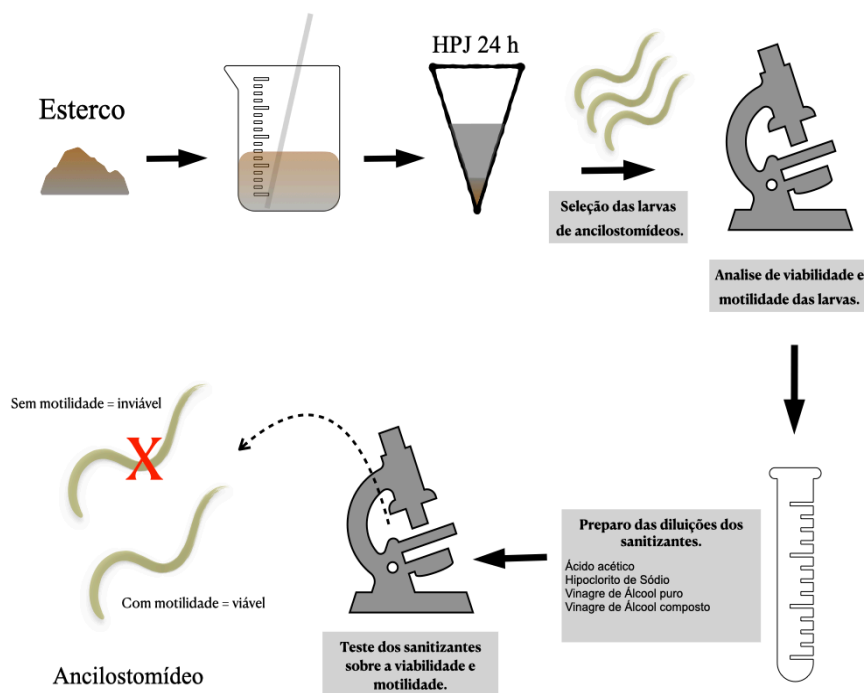 HPJ 24 h
Esterco
Seleção das larvas
de ancilostomídeos.
Analise de viabilidade e
motilidade das larvas.
Preparo das diluições dos
sanitizantes.
Ácido acético
Hipoclorito de Sódio
Vinagre de Álcool puro
Vinagre de Álcool composto
Teste dos sanitizantes
sobre a viabilidade e
motilidade.
Sem motilidade = inviável
X
Com motilidade = viável
Ancilostomídeo